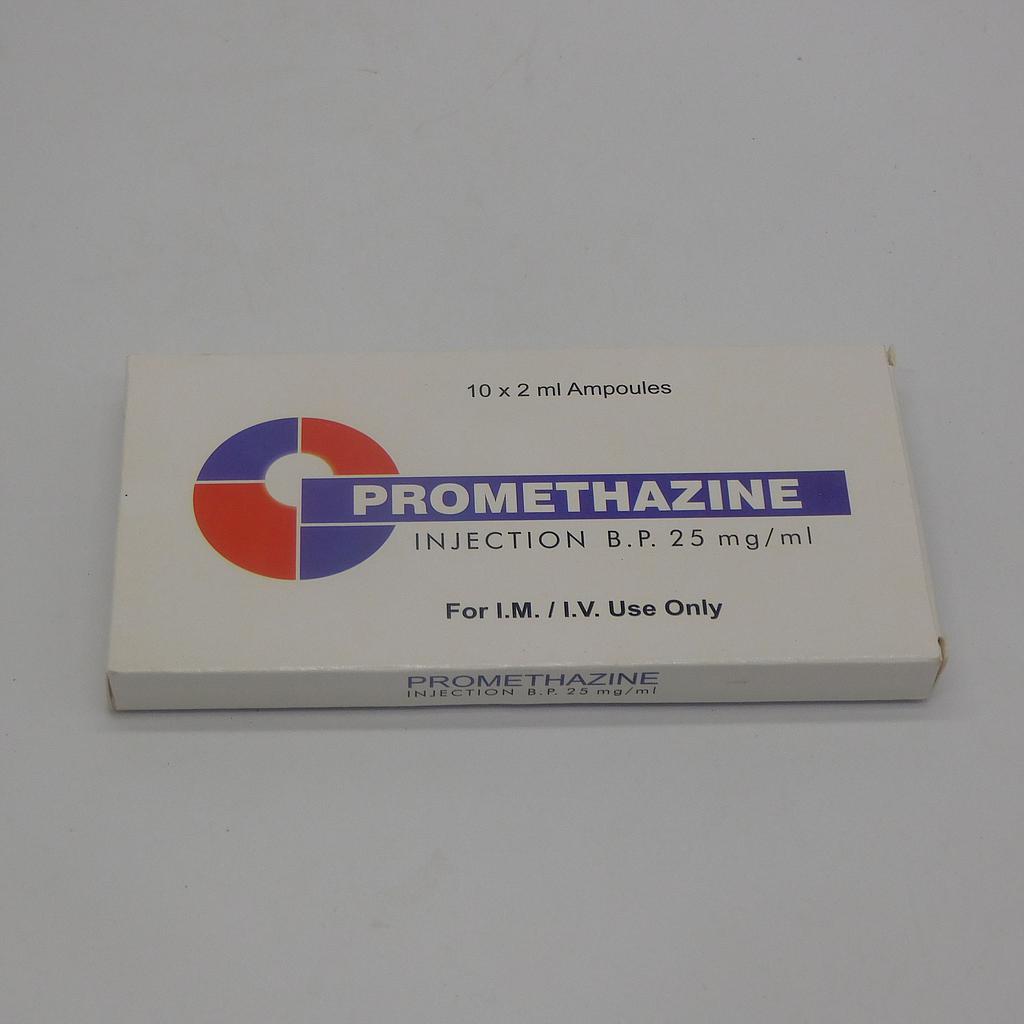 10 x 2 ml Ampoules
PROMETHAZINE
INJECTION B.P. 25 mg/ml
For I.M. / I.V. Use Only
PROMETHAZINE
INJECTION B.P. 25 mg/ml